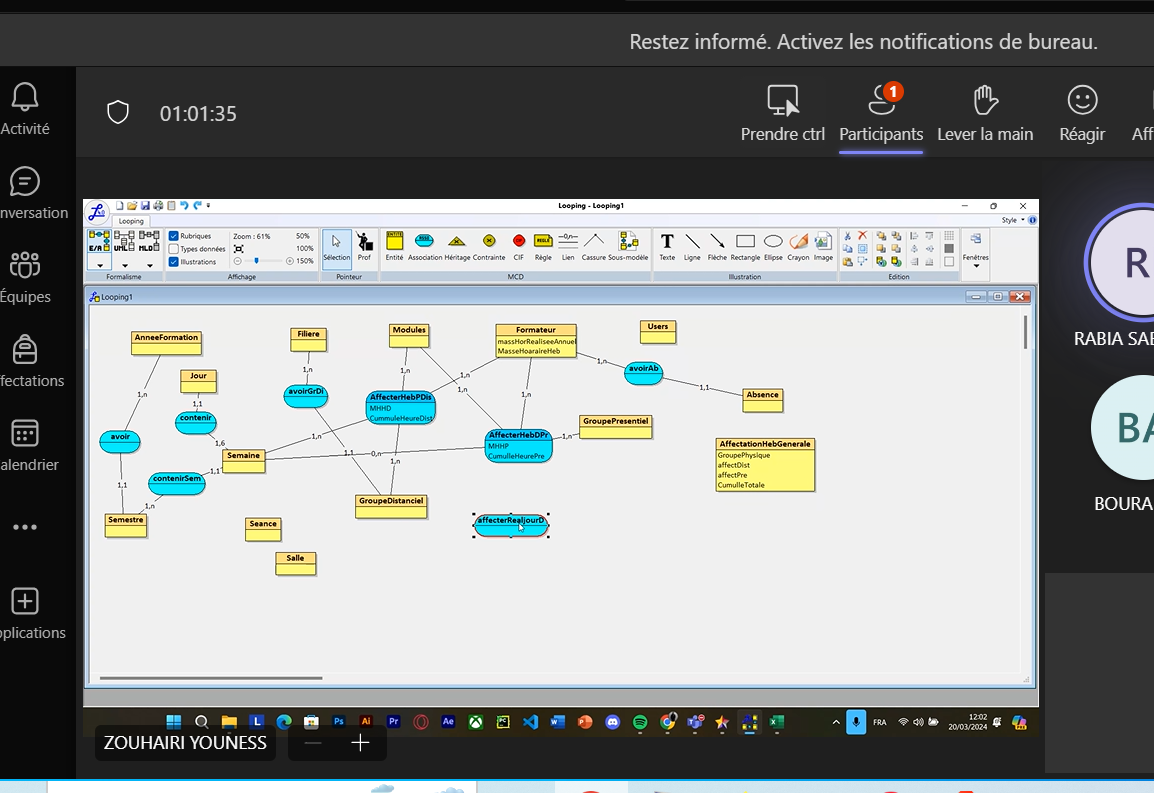 Restez informé. Activez les notifications de bureau.
Activité
nversation
Équipes
ffectations
alendrier
plications
01:01:35
Prendre ctrl
Participants
1
Lever la main
Réagir
Aff
Looping - Looping1
Looping
Style
E/A
UML
MLD
Formalisme
Rubriques
Types données
Illustrations
Zoom : 61%
50%
100%
150%
Affichage
Sélection
Prof
Pointeur
Entité
Association
Héritage
Contrainte
CIF
Règle
Lien
Cassure
Sous-modèle
MCD
Texte
Ligne
Flèche
Rectangle
Ellipse
Crayon
Image
Illustration
Edition
Fenêtres
Looping1
AnneeFormation
Filiere
Modules
Formateur
massHorRealiseeAnnuel
MasseHoaraireHeb
Users
Jour
1,n
1,n
1,n
1,n
1,n
1,n
1,n
avoirAb
1,1
Absence
avoirGrDi
AffecterHebPDis
MHHD
CummuleHeureDist
1,1
contenir
1,6
avoir
1,n
GroupePresentiel
AffecterHebDPr
MHHP
CumulleHeurePre
1,n
AffectationHebGenerale
GroupePhysique
affectDist
affectPre
CumulleTotale
Semaine
0,n
1,1
1,n
1,1
contenirSem
1,1
1,n
GroupeDistanciel
Semestre
Seance
affecterRealjourD
Salle
FRA
12:02
20/03/2024
ZOUHAIRI YOUNESS
R
RABIA SAE
BA
BOURA